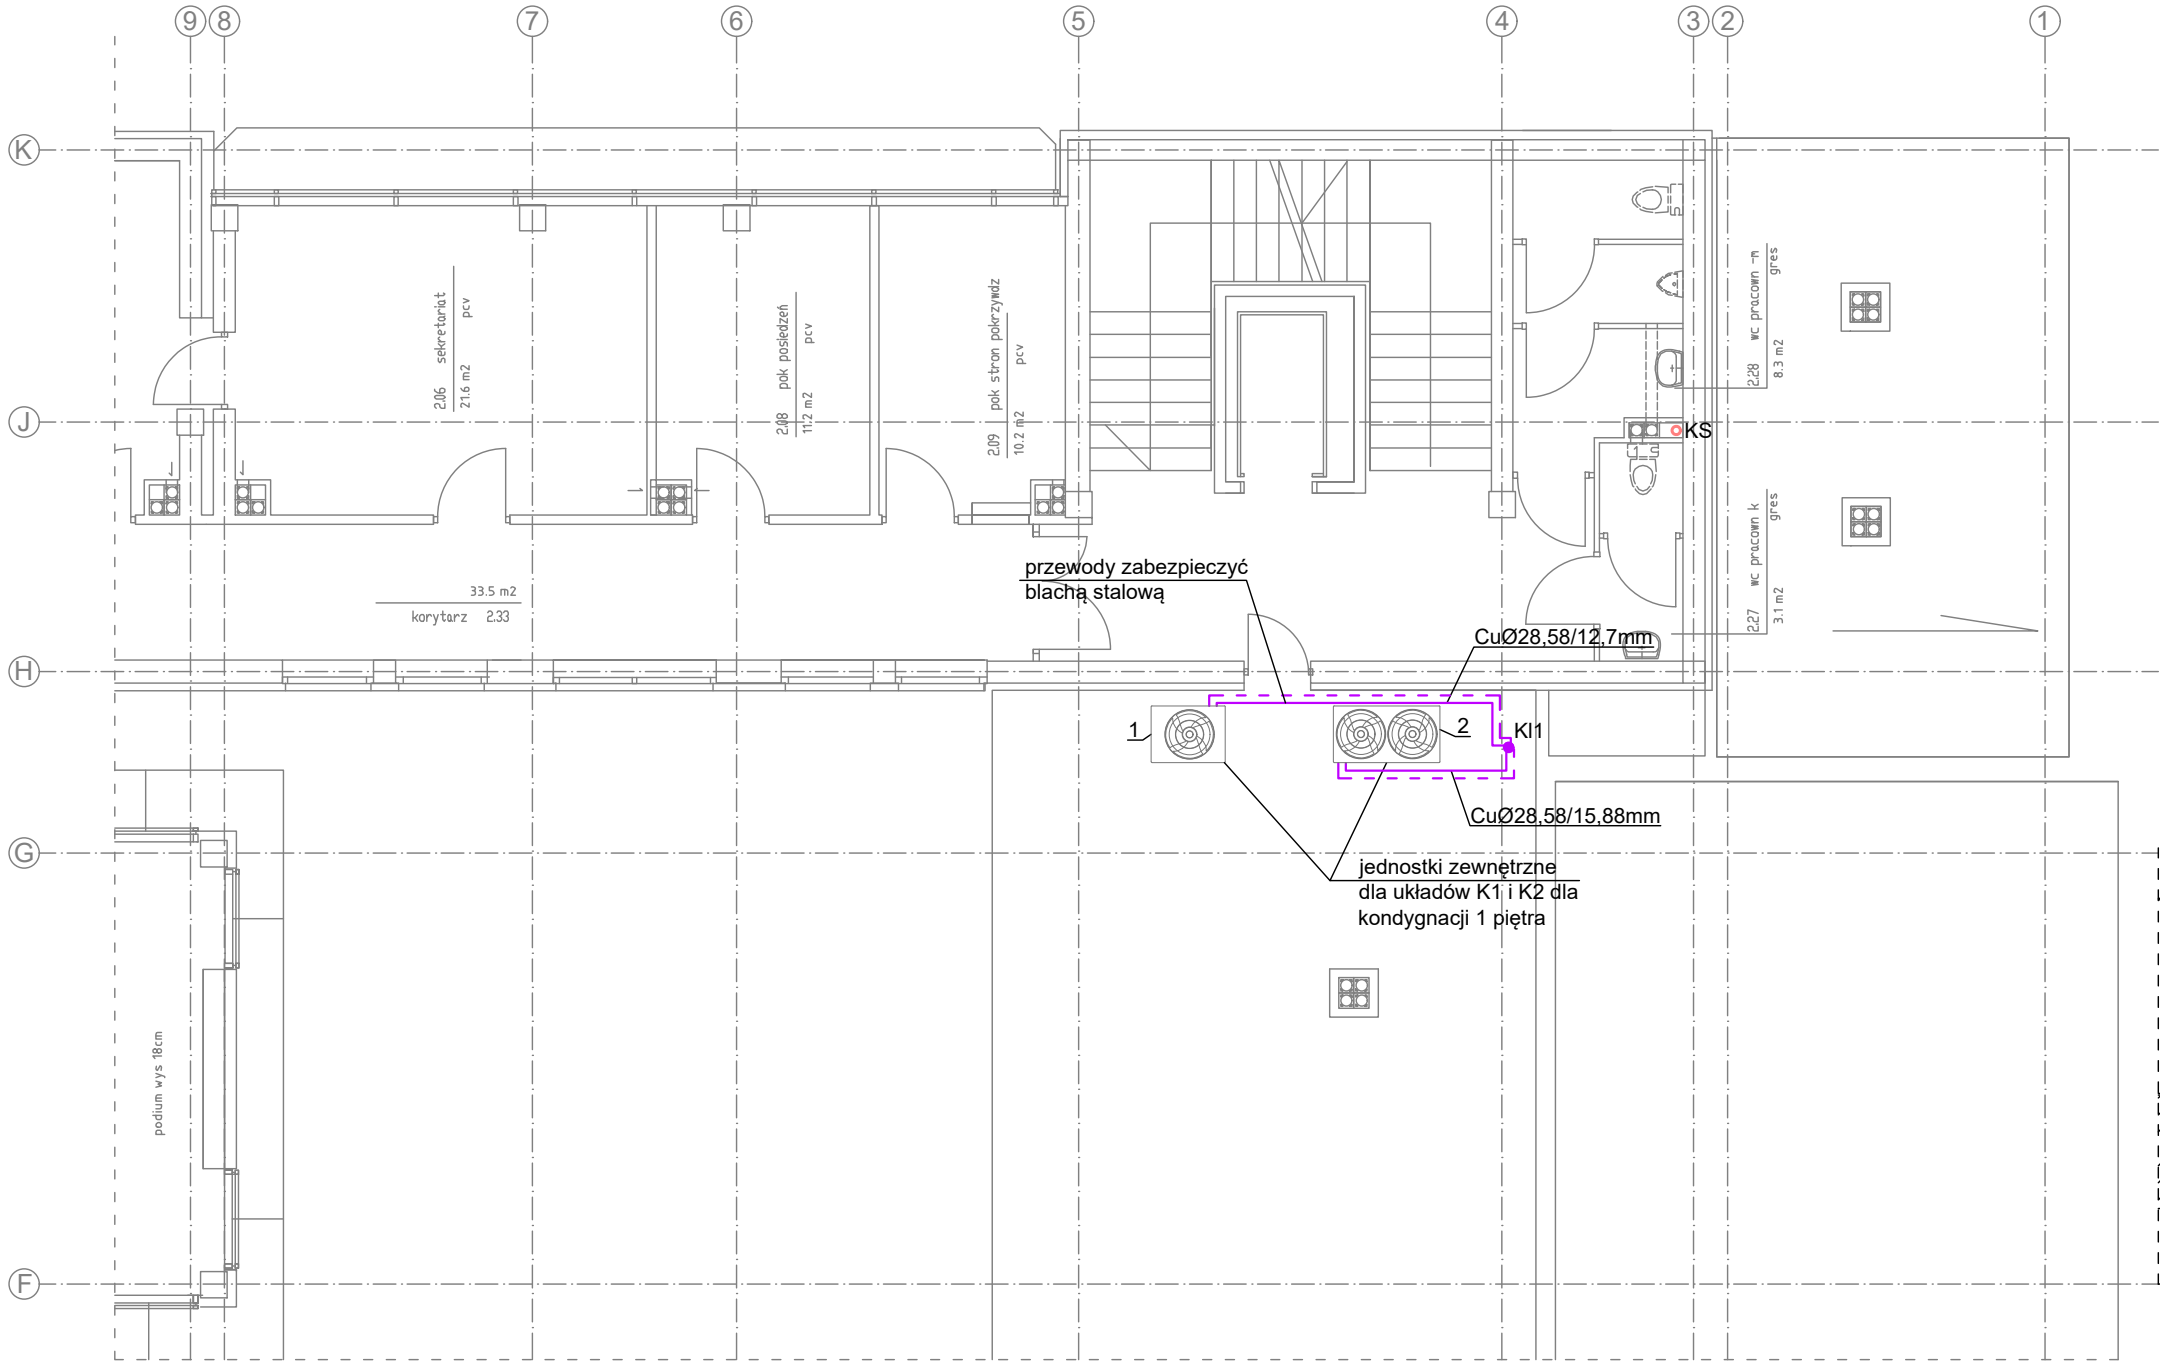 9 8 7 6 5 4 3 2 1
K
J
H
G
F
2.06 sekretariat
21.6 m2 pcv
2.08 pok posiedzeń
11.2 m2 pcv
2.09 pok stron pokrzywdz
10.2 m2 pcv
2.28 wc pracown -m
8.3 m2 gres
KS
2.27 wc pracown k
3.1 m2 gres
33.5 m2
korytarz 2.33
przewody zabezpieczyć
blachą stalową
CuØ28,58/12,7mm
1
2
Kl1
CuØ28,58/15,88mm
jednostki zewnętrzne
dla układów K1 i K2 dla
kondygnacji 1 piętra
podium wys 18cm